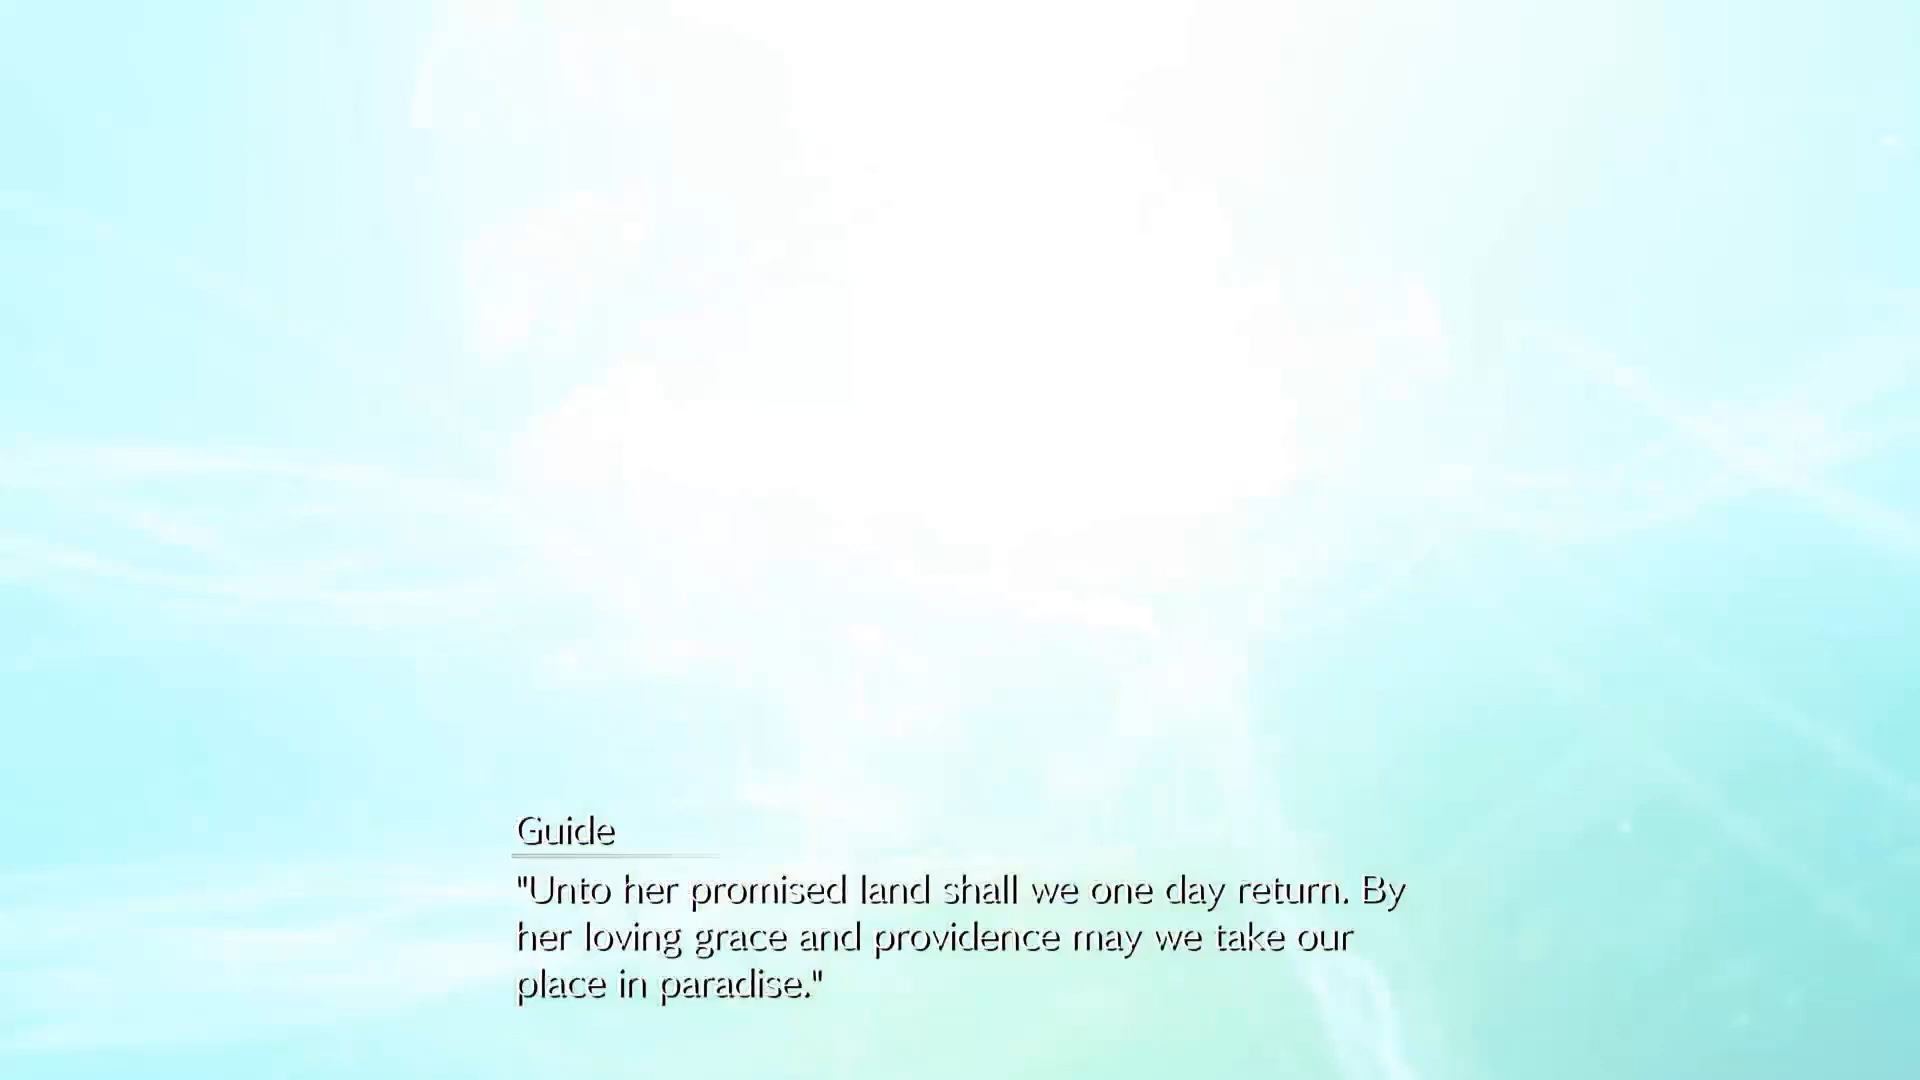 Guide
"Unto her promised land shall we one day return. By
her loving grace and providence may we take our
place in paradise."